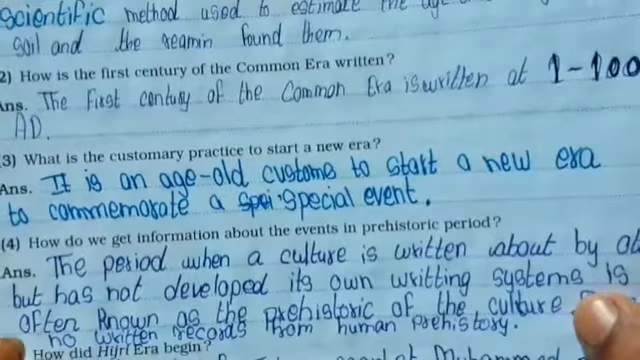 scientific method used to estimate the age
soil and the reamin found them.
2) How is the first century of the Common Era written?
Ans. The First century of the Common Era is written at 1-100
AD.
(3) What is the customary practice to start a new era?
Ans. It is an age-old custome to start a new era
to commemorate a spei special event.
(4) How do we get information about the events in prehistoric period?
Ans. The period when a culture is written about by
but has not developed its own writting systems is
often known as the prehistoric of the culture.
no written records from human prehistory.
How did Hijri Era begin?